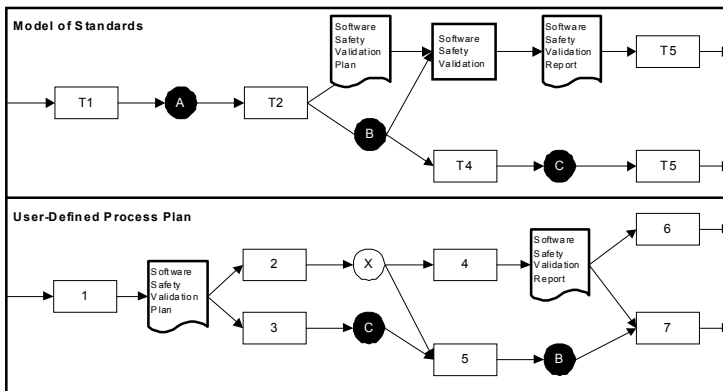 Model of Standards
Software
Safety
Validation
Plan
Software
Safety
Validation
Software
Safety
Validation
Report
T5
T1
A
T2
B
T4
C
T5
User-Defined Process Plan
1
Software
Safety
Validation
Plan
2
X
4
Software
Safety
Validation
Report
6
3
C
5
B
7